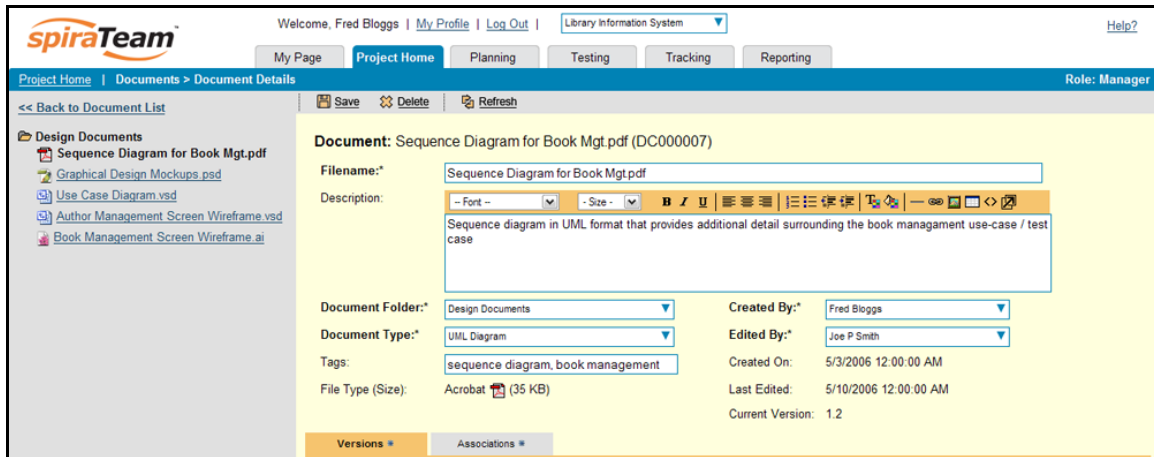 spiraTeam
Welcome, Fred Bloggs | My Profile | Log Out | Library Information System
Help?
My Page Project Home Planning Testing Tracking Reporting
Project Home | Documents > Document Details Role: Manager
<< Back to Document List
Save Delete Refresh
Design Documents
Sequence Diagram for Book Mgt.pdf
Graphical Design Mockups.psd
Use Case Diagram.vsd
Author Management Screen Wireframe.vsd
Book Management Screen Wireframe.ai
Document: Sequence Diagram for Book Mgt.pdf (DC000007)
Filename:* Sequence Diagram for Book Mgt.pdf
Description: -- Font -- - Size - B I U
Sequence diagram in UML format that provides additional detail surrounding the book managament use-case / test
case
Document Folder:* Design Documents Created By:* Fred Bloggs
Document Type:* UML Diagram Edited By:* Joe P Smith
Tags: sequence diagram, book management Created On: 5/3/2006 12:00:00 AM
File Type (Size): Acrobat (35 KB) Last Edited: 5/10/2006 12:00:00 AM
Current Version: 1.2
Versions Associations